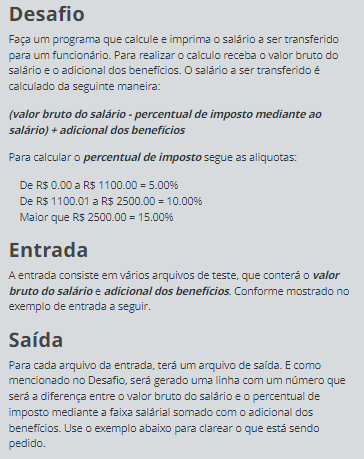 Desafio
Faça um programa que calcule e imprima o salário a ser transferido
para um funcionário. Para realizar o calculo receba o valor bruto do
salário e o adicional dos benefícios. O salário a ser transferido é
calculado da seguinte maneira:
(valor bruto do salário - percentual de imposto mediante ao
salário) + adicional dos benefícios
Para calcular o percentual de imposto segue as aliquotas:
De R$ 0.00 a R$ 1100.00 = 5.00%
De R$ 1100.01 a R$ 2500.00 = 10.00%
Maior que R$ 2500.00 = 15.00%
Entrada
A entrada consiste em vários arquivos de teste, que conterá o valor
bruto do salário e adicional dos benefícios. Conforme mostrado no
exemplo de entrada a seguir.
Saída
Para cada arquivo da entrada, terá um arquivo de saída. E como
mencionado no Desafio, será gerado uma linha com um número que
será a diferença entre o valor bruto do salário e o percentual de
imposto mediante a faixa salárial somado com o adicional dos
benefícios. Use o exemplo abaixo para clarear o que está sendo
pedido.